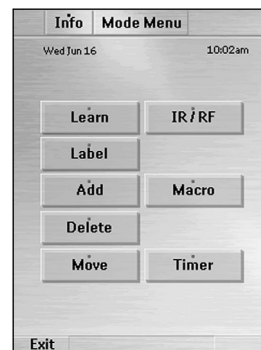 Info Mode Menu
Wed Jun 16 10:02am
Learn IR/RF
Label
Add Macro
Delete
Move Timer
Exit